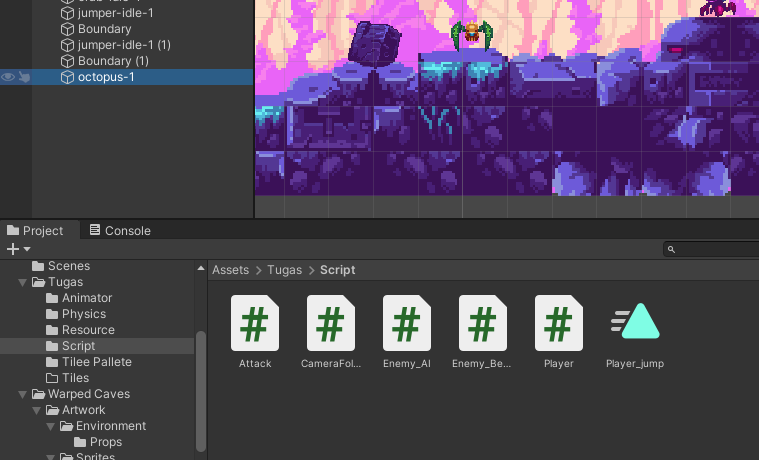 jumper-idle-1
Boundary
jumper-idle-1 (1)
Boundary (1)
octopus-1
Project
Console
Scenes
Tugas
Animator
Physics
Resource
Script
Tilee Pallete
Tiles
Warped Caves
Artwork
Environment
Props
Sprites
Assets > Tugas > Script
Attack
CameraFol...
Enemy_AI
Enemy_Be...
Player
Player_jump